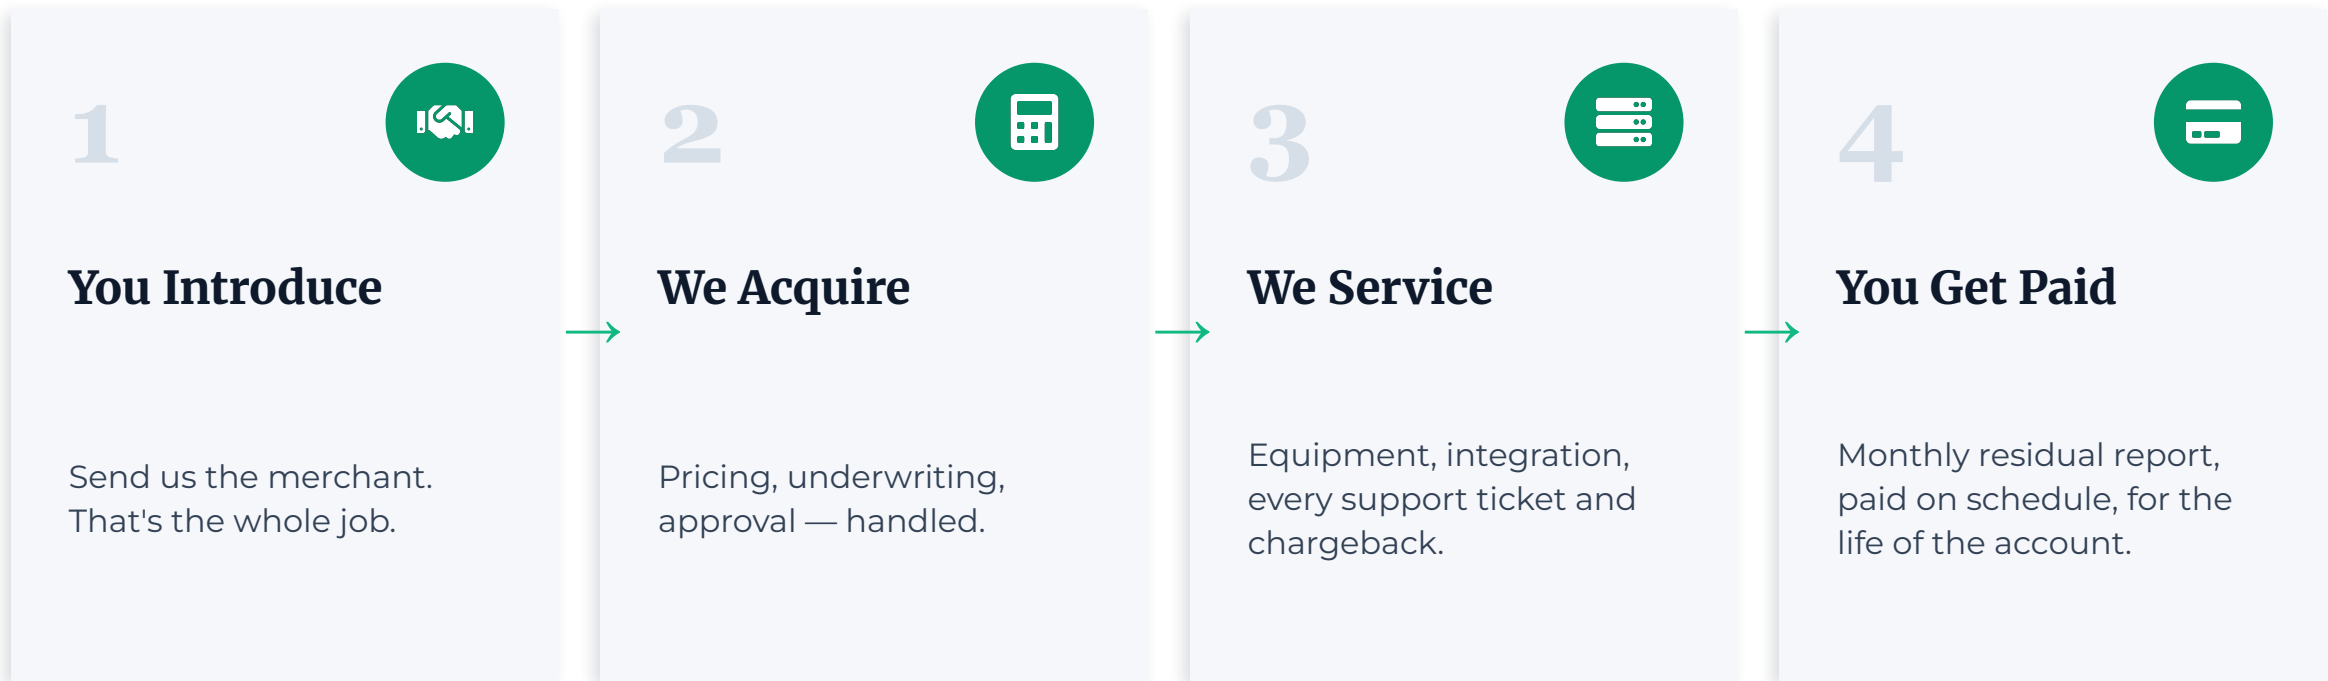 1
You Introduce
Send us the merchant.
That's the whole job.
2
We Acquire
Pricing, underwriting,
approval — handled.
3
We Service
Equipment, integration,
every support ticket and
chargeback.
4
You Get Paid
Monthly residual report,
paid on schedule, for the
life of the account.